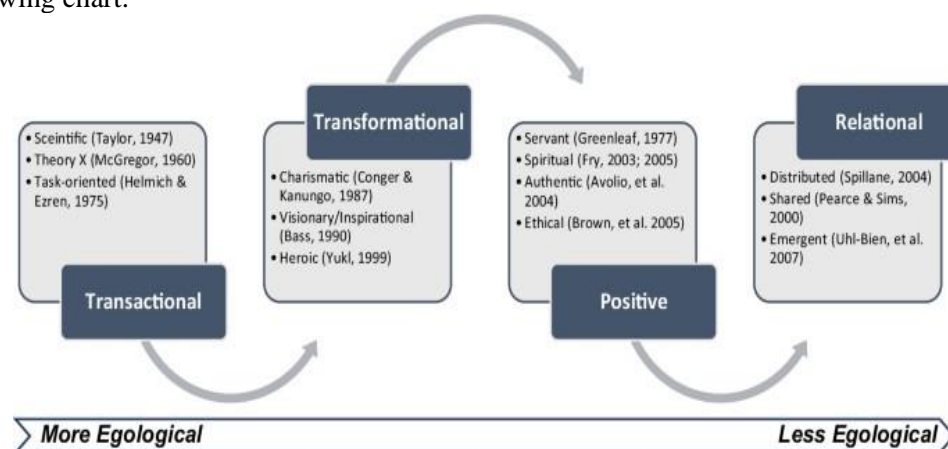 wing chart.
Transformational
Relational
• Sceintific (Taylor, 1947)
• Theory X (McGregor, 1960)
• Task-oriented (Helmich &
Ezren, 1975)
Transactional
• Charismatic (Conger &
Kanungo, 1987)
• Visionary/Inspirational
(Bass, 1990)
• Heroic (Yukl, 1999)
• Servant (Greenleaf, 1977)
• Spiritual (Fry, 2003; 2005)
• Authentic (Avolio, et al.
2004)
• Ethical (Brown, et al. 2005)
Positive
• Distributed (Spillane, 2004)
• Shared (Pearce & Sims,
2000)
• Emergent (Uhl-Bien, et al.
2007)
More Egological
Less Egological